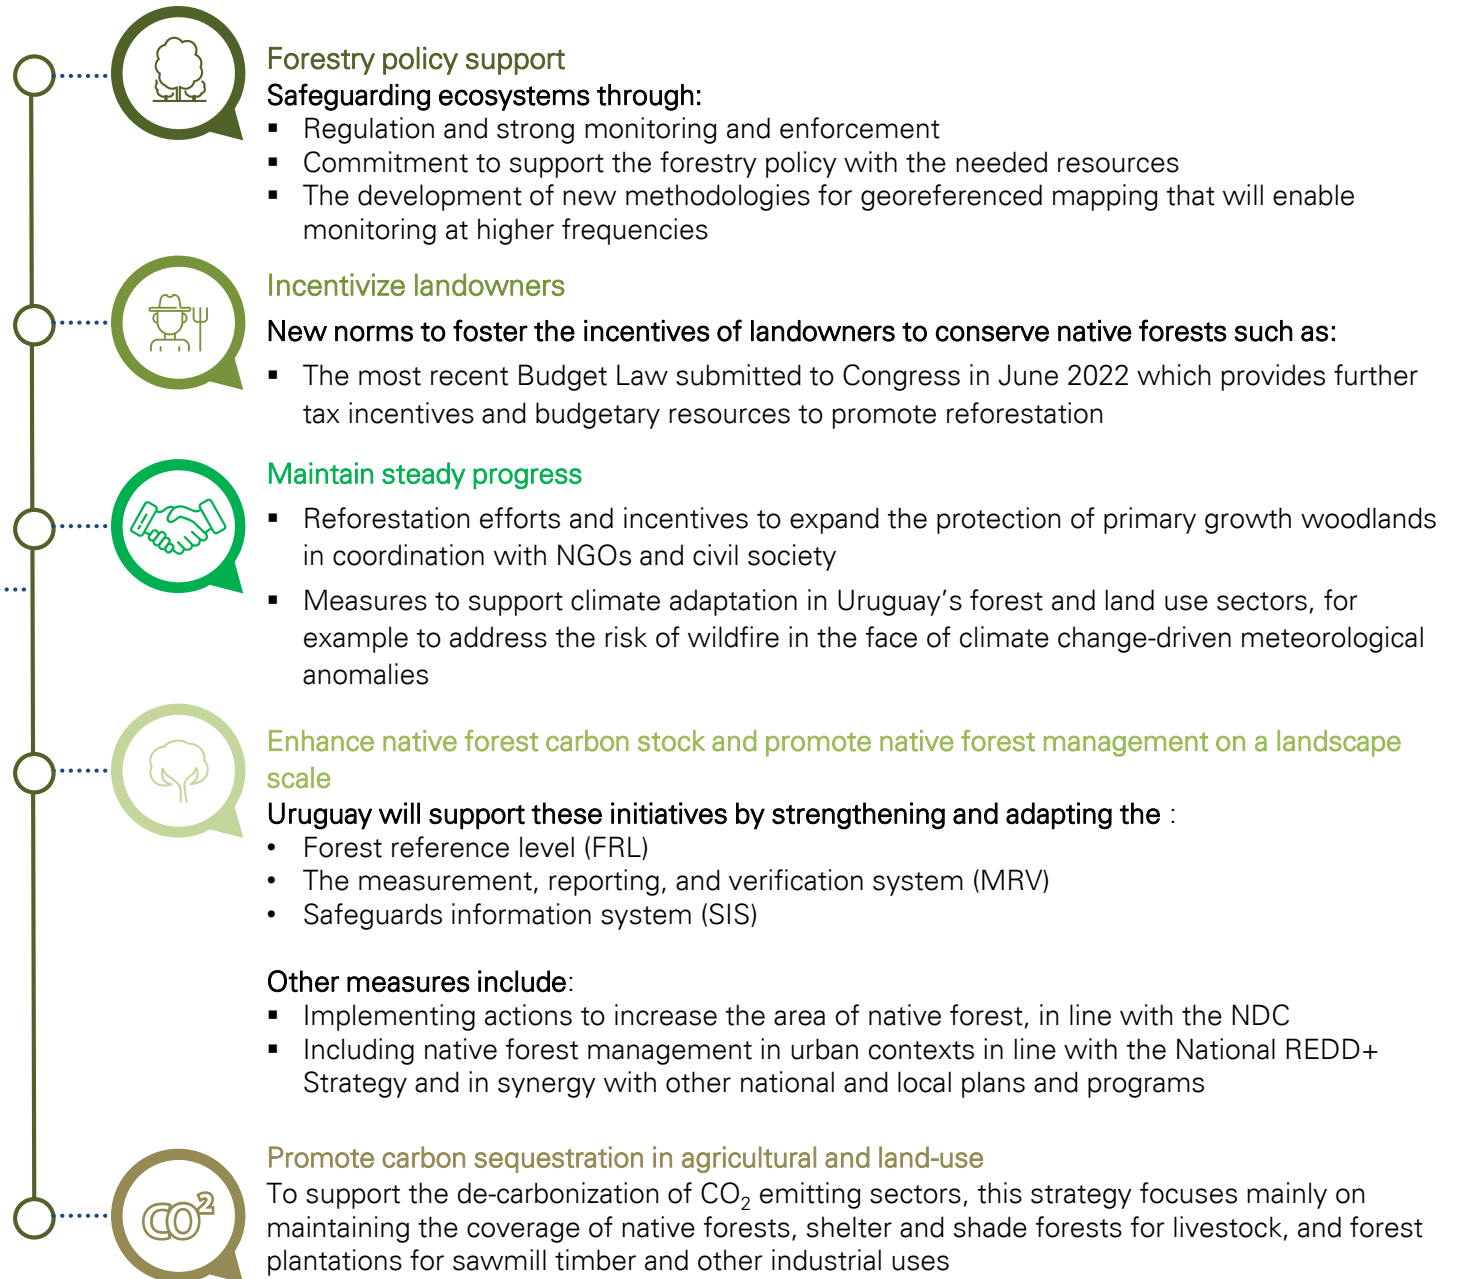 Forestry policy support
Safeguarding ecosystems through:
▪ Regulation and strong monitoring and enforcement
▪ Commitment to support the forestry policy with the needed resources
▪ The development of new methodologies for georeferenced mapping that will enable
monitoring at higher frequencies
Incentivize landowners
New norms to foster the incentives of landowners to conserve native forests such as:
▪ The most recent Budget Law submitted to Congress in June 2022 which provides further
tax incentives and budgetary resources to promote reforestation
Maintain steady progress
▪ Reforestation efforts and incentives to expand the protection of primary growth woodlands
in coordination with NGOs and civil society
▪ Measures to support climate adaptation in Uruguay’s forest and land use sectors, for
example to address the risk of wildfire in the face of climate change-driven meteorological
anomalies
Enhance native forest carbon stock and promote native forest management on a landscape
scale
Uruguay will support these initiatives by strengthening and adapting the :
• Forest reference level (FRL)
• The measurement, reporting, and verification system (MRV)
• Safeguards information system (SIS)
Other measures include:
▪ Implementing actions to increase the area of native forest, in line with the NDC
▪ Including native forest management in urban contexts in line with the National REDD+
Strategy and in synergy with other national and local plans and programs
CO²
Promote carbon sequestration in agricultural and land-use
To support the de-carbonization of CO₂ emitting sectors, this strategy focuses mainly on
maintaining the coverage of native forests, shelter and shade forests for livestock, and forest
plantations for sawmill timber and other industrial uses